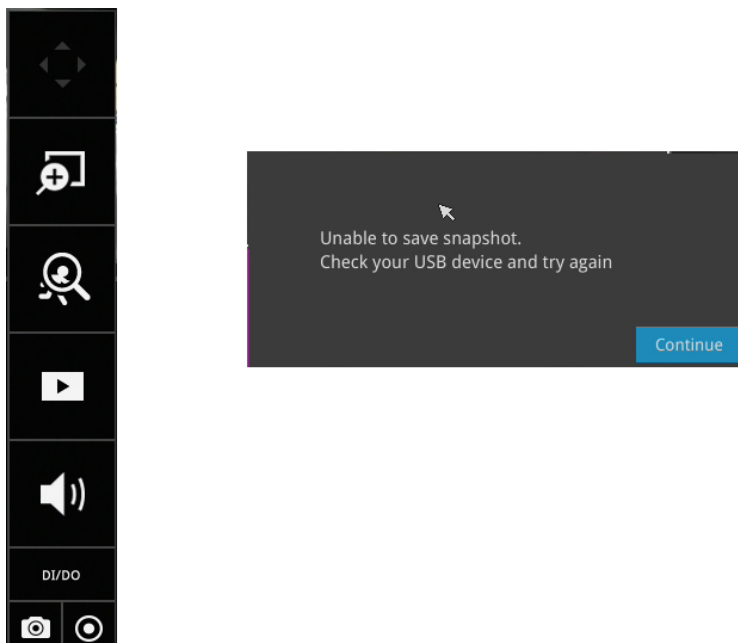 Unable to save snapshot.
Check your USB device and try again
Continue
DI/DO